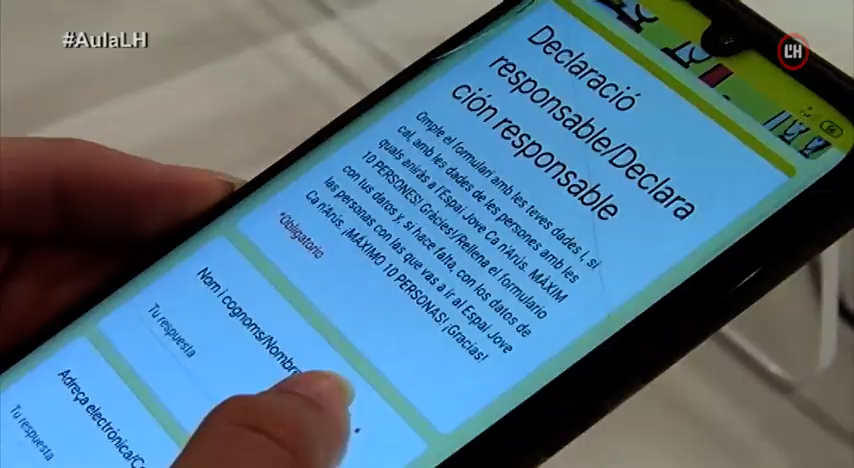 #AulaLH
L'H
Declaració
responsable/Declara
ción responsable
Omple el formulari amb les teves dades i, si
cal, amb les dades de les persones amb les
quals aniràs a l'Espai Jove Ca n'Arús. MÀXIM
10 PERSONES! Gràcies!/Rellena el formulario
con tus datos y, si hace falta, con los datos de
las personas con las que vas a ir al Espai Jove
Ca n'Arús. ¡MÁXIMO 10 PERSONAS! ¡Gracias!
*Obligatorio
Nom i cognoms/Nombre
Tu respuesta
Adreça electrònica/
Tu respuesta